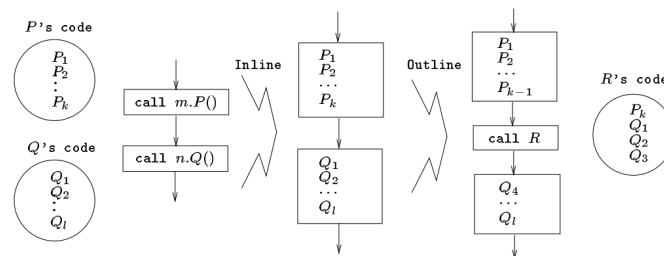 P's code
P₁
P₂
⋮
Pₖ
Q's code
Q₁
Q₂
⋮
Qₗ
call m.P()
call n.Q()
Inline
P₁
P₂
...
Pₖ
Q₁
Q₂
...
Qₗ
Outline
P₁
P₂
...
Pₖ₋₁
call R
Q₄
...
Qₗ
R's code
Pₖ
Q₁
Q₂
Q₃